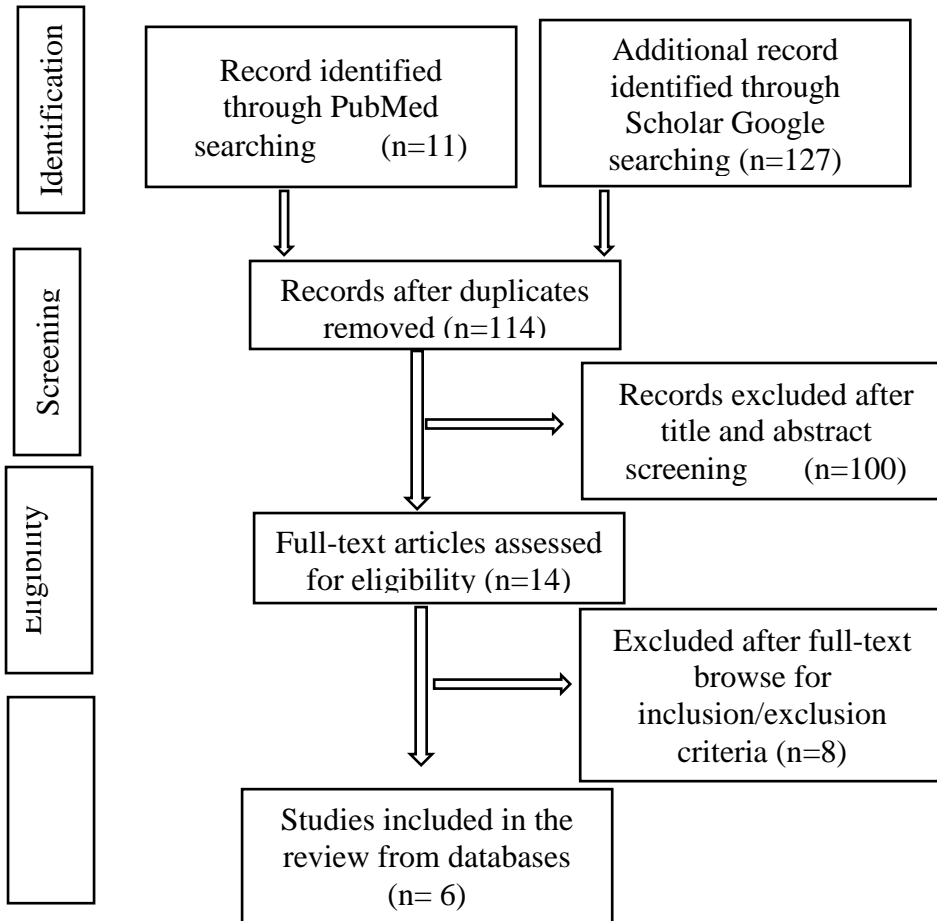 Identification
Record identified
through PubMed
searching (n=11)
Additional record
identified through
Scholar Google
searching (n=127)
Screening
Records after duplicates
removed (n=114)
Records excluded after
title and abstract
screening (n=100)
Eligibility
Full-text articles assessed
for eligibility (n=14)
Excluded after full-text
browse for
inclusion/exclusion
criteria (n=8)
Studies included in the
review from databases
(n= 6)